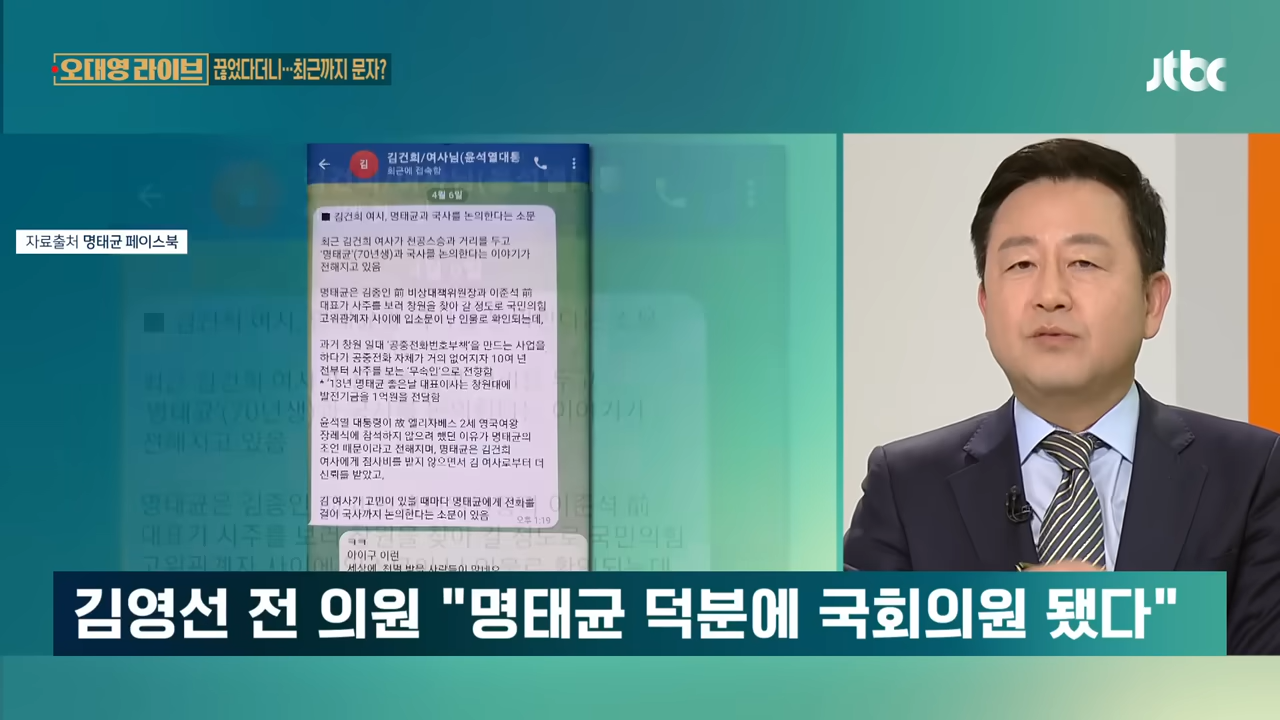 오대영 라이브 끊었다더니…최근까지 문자?
jtbc
자료출처 명태균 페이스북
김
김건희/여사님(윤석열대통
최근에 접속함
4월 6일
■ 김건희 여사, 명태균과 국사를 논의한다는 소문
최근 김건희 여사가 천공스승과 거리를 두고
'명태균'(70년생)과 국사를 논의한다는 이야기가
전해지고 있음
명태균은 김종인 前 비상대책위원장과 이준석 前
대표가 사주를 보러 창원을 찾아 갈 정도로 국민의힘
고위관계자 사이에 입소문이 난 인물로 확인되는데,
과거 창원 일대 '공중전화번호부책'을 만드는 사업을
하다가 공중전화 자체가 거의 없어지자 10여 년
전부터 사주를 보는 '무속인'으로 전향함
* '13년 명태균 좋은날 대표이사는 창원대에
발전기금을 1억원을 전달함
윤석열 대통령이 故 엘리자베스 2세 영국여왕
장례식에 참석하지 않으려 했던 이유가 명태균의
조언 때문이라고 전해지며, 명태균은 김건희
여사에게 점사비를 받지 않으면서 김 여사로부터 더
신뢰를 받았고,
김 여사가 고민이 있을 때마다 명태균에게 전화를
걸어 국사까지 논의한다는 소문이 있음
오후 1:19
ㅋㅋ
아이구 이런
세상에 천벌 받을 사람들이 많네요
김영선 전 의원 "명태균 덕분에 국회의원 됐다"